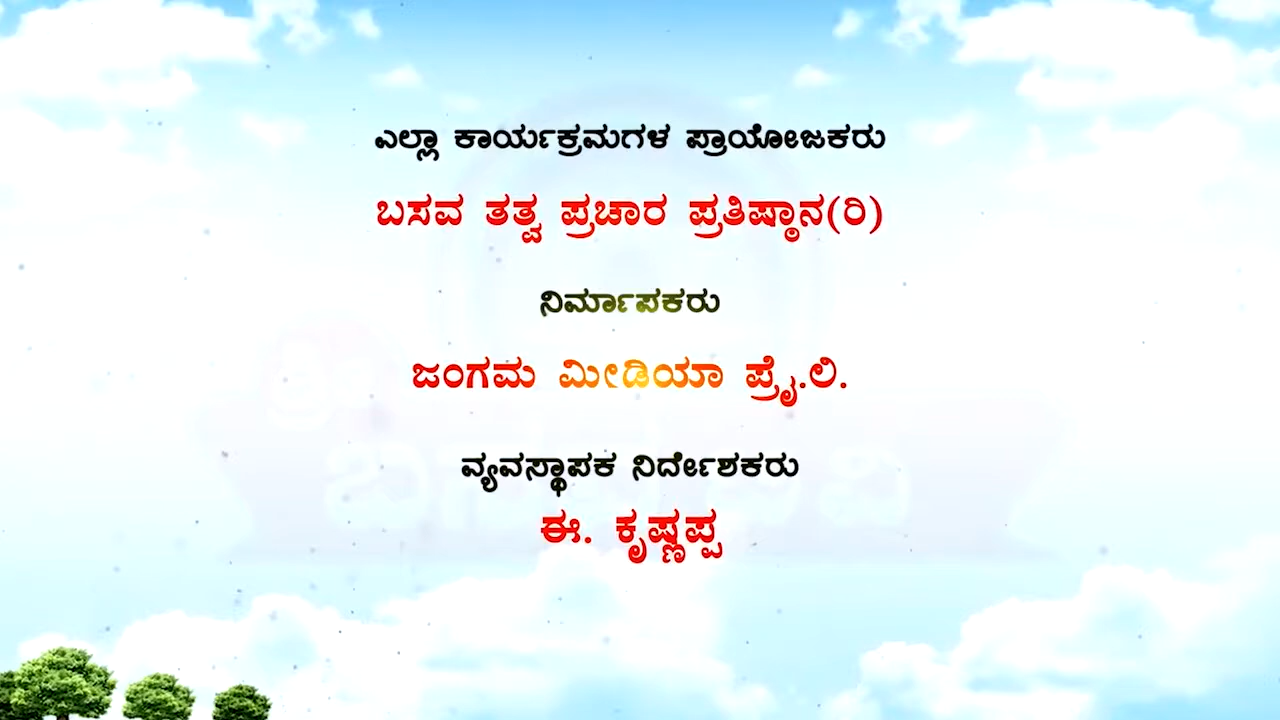 ಎಲ್ಲಾ ಕಾರ್ಯಕ್ರಮಗಳ ಪ್ರಾಯೋಜಕರು
ಬಸವ ತತ್ವ ಪ್ರಚಾರ ಪ್ರತಿಷ್ಠಾನ(ರಿ)
ನಿರ್ಮಾಪಕರು
ಜಂಗಮ ಮೀಡಿಯಾ ಪ್ರೈ.ಲಿ.
ವ್ಯವಸ್ಥಾಪಕ ನಿರ್ದೇಶಕರು
ಈ. ಕೃಷ್ಣಪ್ಪ